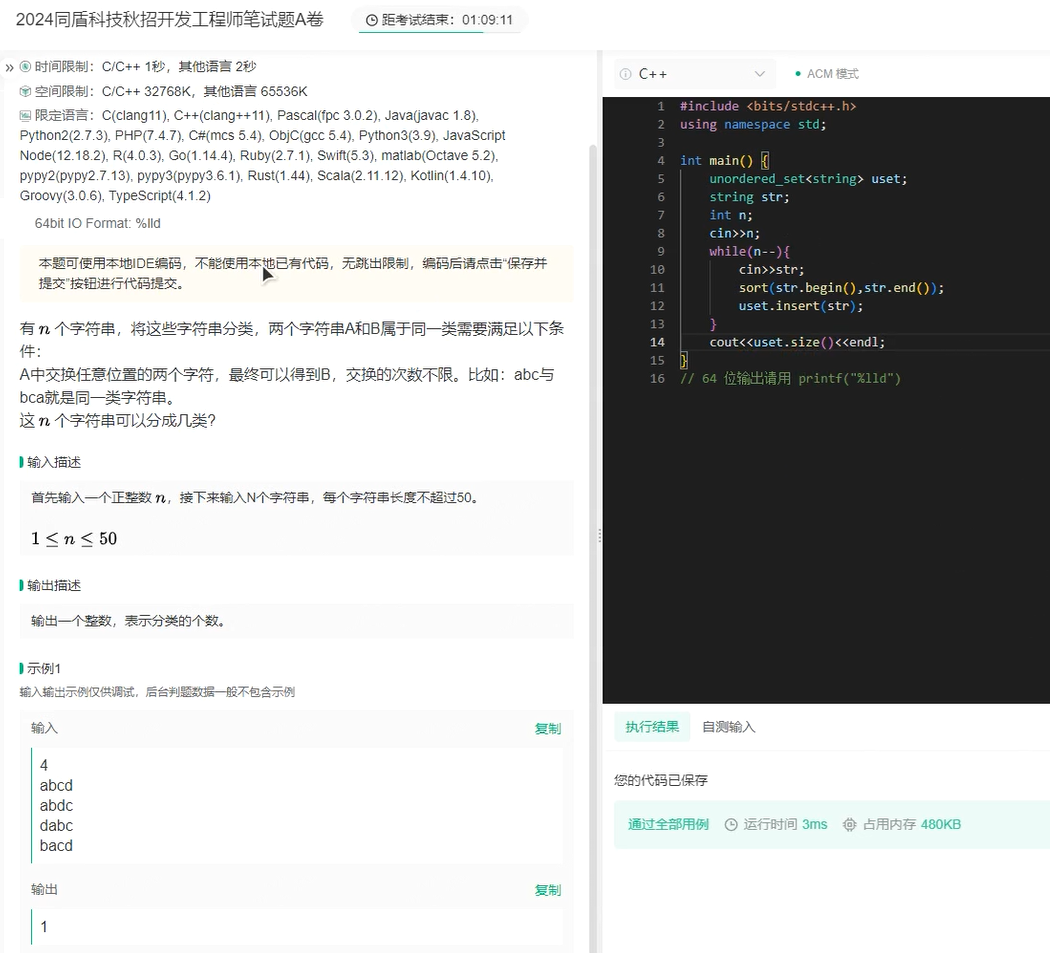 2024同盾科技秋招开发工程师笔试题A卷
距考试结束：01:09:11
时间限制：C/C++ 1秒，其他语言 2秒
空间限制：C/C++ 32768K，其他语言 65536K
限定语言：C(clang11), C++(clang++11), Pascal(fpc 3.0.2), Java(javac 1.8),
Python2(2.7.3), PHP(7.4.7), C#(mcs 5.4), ObjC(gcc 5.4), Python3(3.9), JavaScript
Node(12.18.2), R(4.0.3), Go(1.14.4), Ruby(2.7.1), Swift(5.3), matlab(Octave 5.2),
pypy2(pypy2.7.13), pypy3(pypy3.6.1), Rust(1.44), Scala(2.11.12), Kotlin(1.4.10),
Groovy(3.0.6), TypeScript(4.1.2)
64bit IO Format: %lld
本题可使用本地IDE编码，不能使用本地已有代码，无跳出限制，编码后请点击“保存并
提交”按钮进行代码提交。
有 n 个字符串，将这些字符串分类，两个字符串A和B属于同一类需要满足以下条
件：
A中交换任意位置的两个字符，最终可以得到B，交换的次数不限。比如：abc与
bca就是同一类字符串。
这 n 个字符串可以分成几类？
输入描述
首先输入一个正整数 n，接下来输入N个字符串，每个字符串长度不超过50。
1 ≤ n ≤ 50
输出描述
输出一个整数，表示分类的个数。
示例1
输入输出示例仅供调试，后台判题数据一般不包含示例
输入
复制
4
abcd
abdc
dabc
bacd
输出
复制
1
C++
ACM 模式
1 #include <bits/stdc++.h>
2 using namespace std;
3
4 int main() {
5 unordered_set<string> uset;
6 string str;
7 int n;
8 cin>>n;
9 while(n--){
10 cin>>str;
11 sort(str.begin(),str.end());
12 uset.insert(str);
13 }
14 cout<<uset.size()<<endl;
15 }
16 // 64 位输出请用 printf("%lld")
执行结果
自测输入
您的代码已保存
通过全部用例 运行时间 3ms 占用内存 480KB